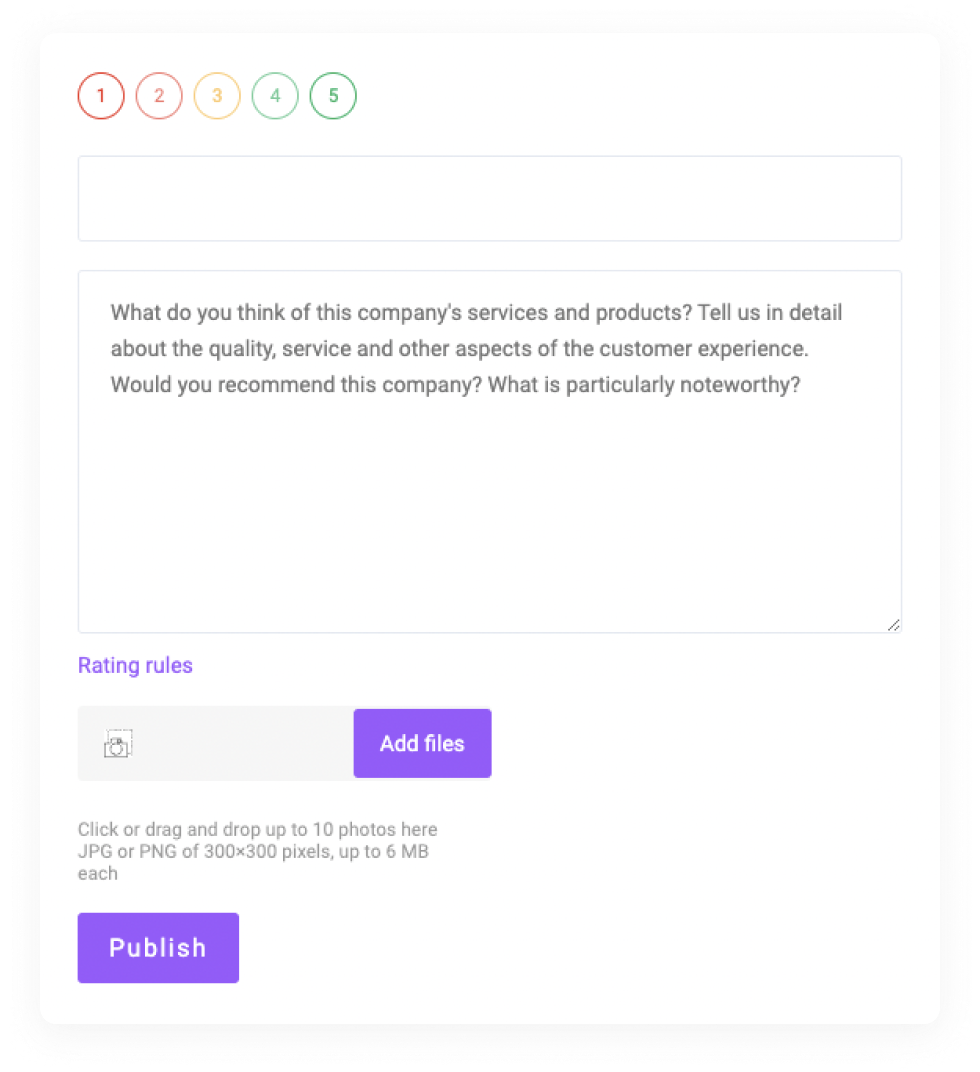 1 2 3 4 5
What do you think of this company's services and products? Tell us in detail
about the quality, service and other aspects of the customer experience.
Would you recommend this company? What is particularly noteworthy?
Rating rules
Add files
Click or drag and drop up to 10 photos here
JPG or PNG of 300×300 pixels, up to 6 MB
each
Publish